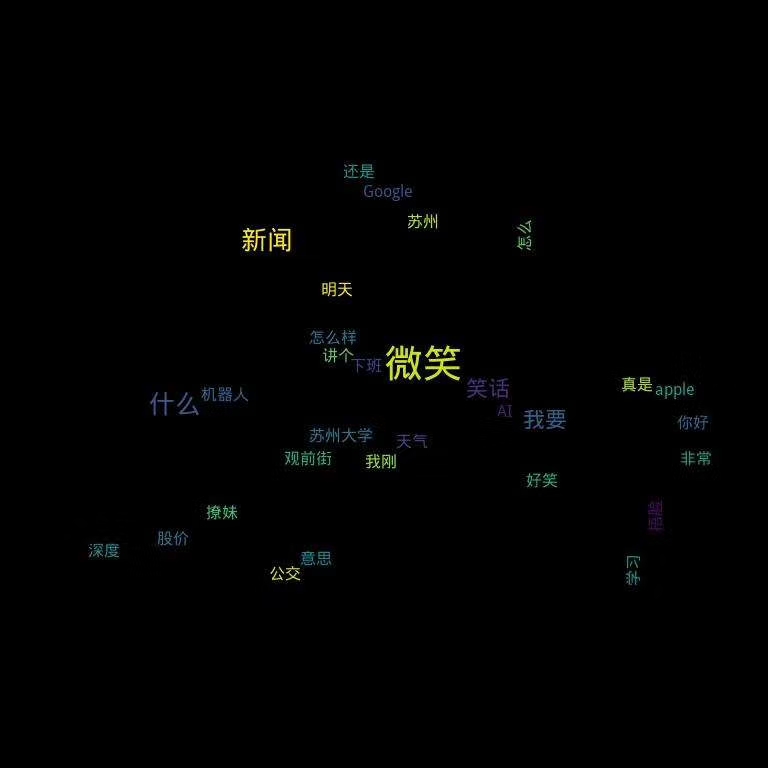 还是
Google
苏州
怎么
新闻
明天
怎么样
讲个
下班
微笑
真是
apple
笑话
机器人
什么
AI
我要
你好
苏州大学
天气
观前街
我刚
非常
好笑
撩妹
捂脸
股价
深度
意思
公交
学习